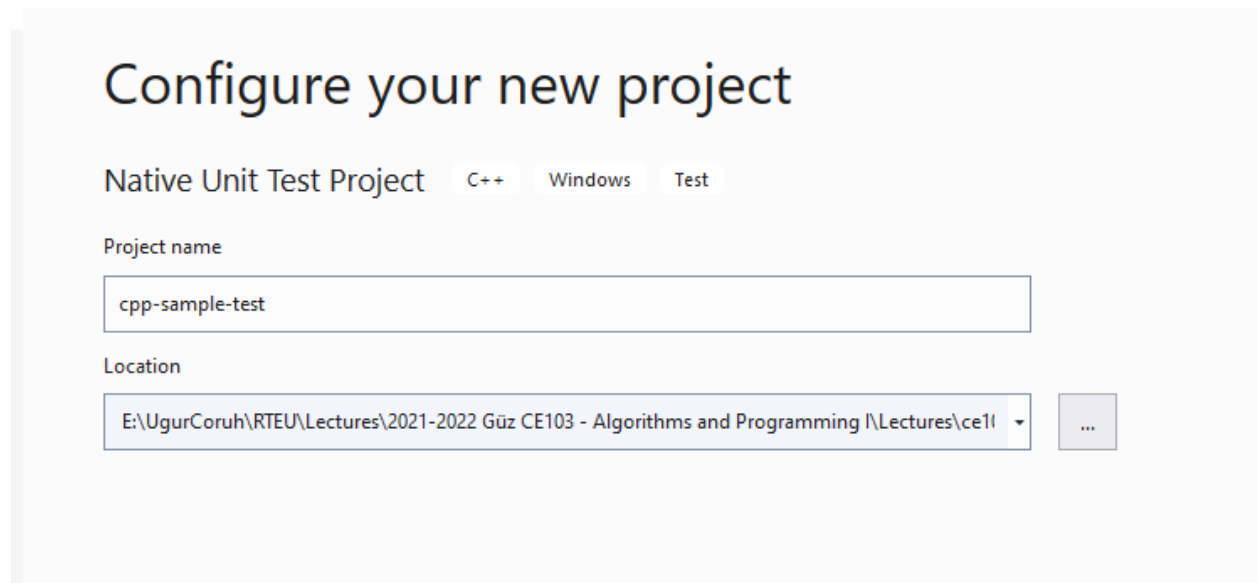 Configure your new project
Native Unit Test Project C++ Windows Test
Project name
cpp-sample-test
Location
E:\UgurCoruh\RTEU\Lectures\2021-2022 Güz CE103 - Algorithms and Programming I\Lectures\ce10
...